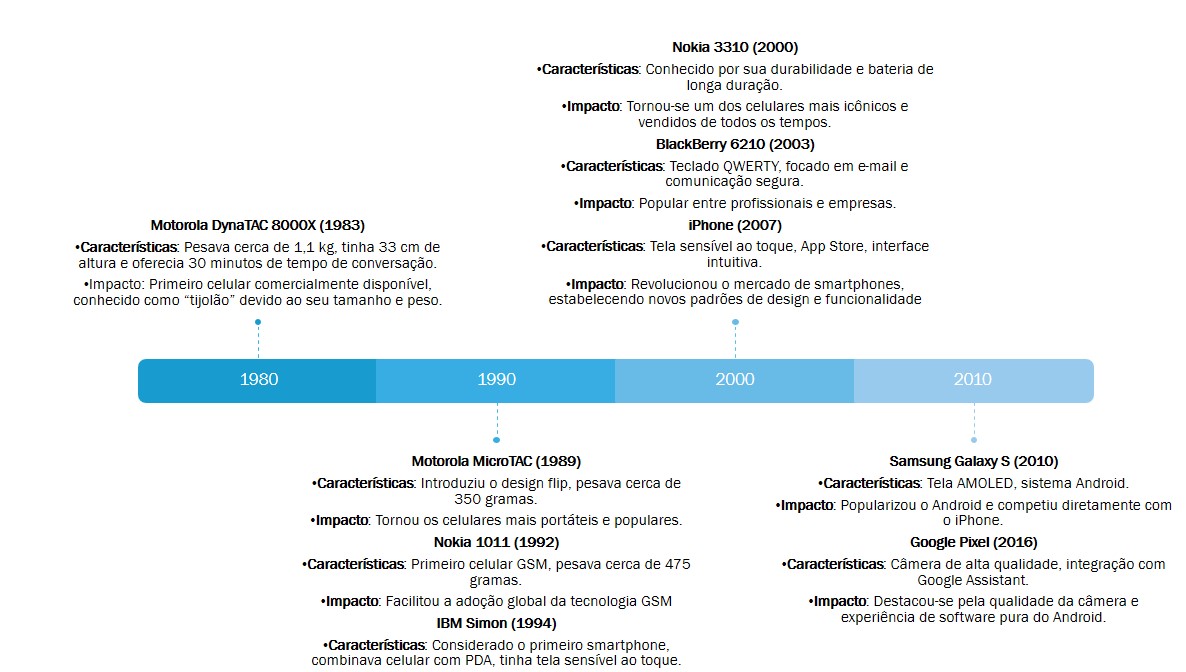 Nokia 3310 (2000)
•Características: Conhecido por sua durabilidade e bateria de
longa duração.
•Impacto: Tornou-se um dos celulares mais icônicos e
vendidos de todos os tempos.
BlackBerry 6210 (2003)
•Características: Teclado QWERTY, focado em e-mail e
comunicação segura.
•Impacto: Popular entre profissionais e empresas.
iPhone (2007)
•Características: Tela sensível ao toque, App Store, interface
intuitiva.
•Impacto: Revolucionou o mercado de smartphones,
estabelecendo novos padrões de design e funcionalidade
Motorola DynaTAC 8000X (1983)
•Características: Pesava cerca de 1,1 kg, tinha 33 cm de
altura e oferecia 30 minutos de tempo de conversação.
•Impacto: Primeiro celular comercialmente disponível,
conhecido como “tijolão” devido ao seu tamanho e peso.
1980
1990
2000
2010
Motorola MicroTAC (1989)
•Características: Introduziu o design flip, pesava cerca de
350 gramas.
•Impacto: Tornou os celulares mais portáteis e populares.
Nokia 1011 (1992)
•Características: Primeiro celular GSM, pesava cerca de 475
gramas.
•Impacto: Facilitou a adoção global da tecnologia GSM
IBM Simon (1994)
•Características: Considerado o primeiro smartphone,
combinava celular com PDA, tinha tela sensível ao toque.
Samsung Galaxy S (2010)
•Características: Tela AMOLED, sistema Android.
•Impacto: Popularizou o Android e competiu diretamente com
o iPhone.
Google Pixel (2016)
•Características: Câmera de alta qualidade, integração com
Google Assistant.
•Impacto: Destacou-se pela qualidade da câmera e
experiência de software pura do Android.